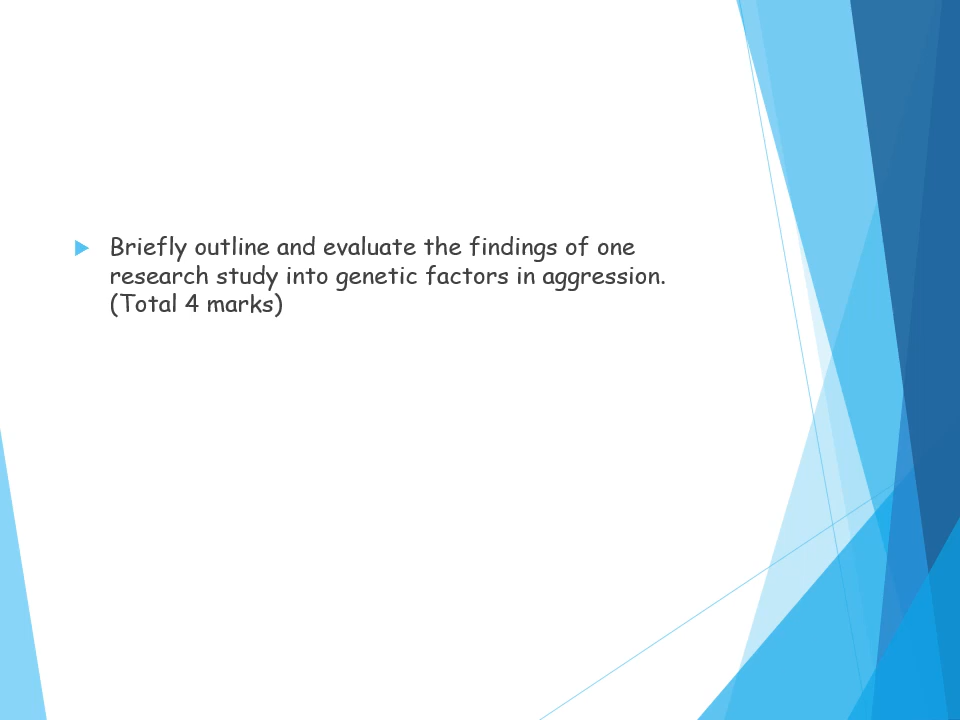 Briefly outline and evaluate the findings of one
research study into genetic factors in aggression.
(Total 4 marks)